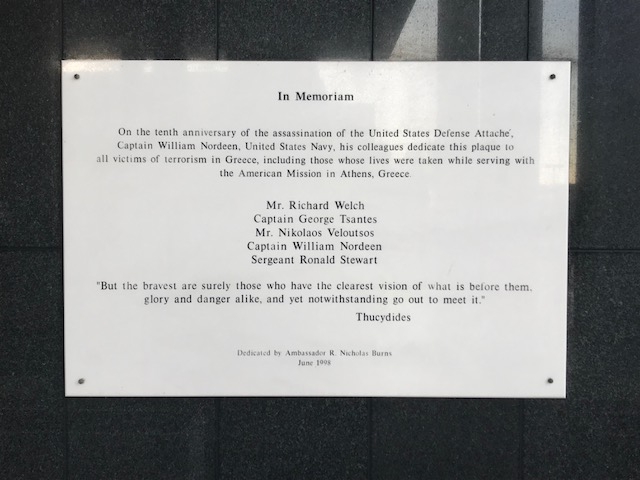 In Memoriam
On the tenth anniversary of the assassination of the United States Defense Attache´,
Captain William Nordeen, United States Navy, his colleagues dedicate this plaque to
all victims of terrorism in Greece, including those whose lives were taken while serving with
the American Mission in Athens, Greece.
Mr. Richard Welch
Captain George Tsantes
Mr. Nikolaos Veloutsos
Captain William Nordeen
Sergeant Ronald Stewart
"But the bravest are surely those who have the clearest vision of what is before them,
glory and danger alike, and yet notwithstanding go out to meet it."
Thucydides
Dedicated by Ambassador R. Nicholas Burns
June 1998